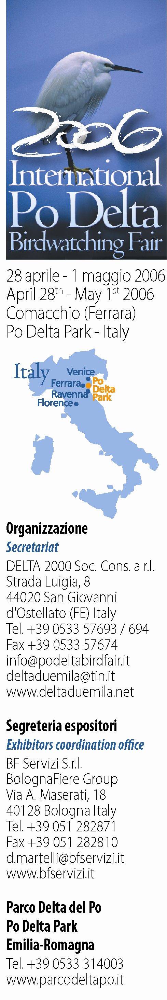 2006
International
Po Delta
Birdwatching Fair
28 aprile - 1 maggio 2006
April 28th - May 1st 2006
Comacchio (Ferrara)
Po Delta Park - Italy
Italy
Venice
Ferrara
Po
Delta
Park
Ravenna
Florence
Organizzazione
Secretariat
DELTA 2000 Soc. Cons. a r.l.
Strada Luigia, 8
44020 San Giovanni
d'Ostellato (FE) Italy
Tel. +39 0533 57693 / 694
Fax +39 0533 57674
info@podeltabirdfair.it
deltaduemila@tin.it
www.deltaduemila.net
Segreteria espositori
Exhibitors coordination office
BF Servizi S.r.l.
BolognaFiere Group
Via A. Maserati, 18
40128 Bologna Italy
Tel. +39 051 282871
Fax +39 051 282810
d.martelli@bfservizi.it
www.bfservizi.it
Parco Delta del Po
Po Delta Park
Emilia-Romagna
Tel. +39 0533 314003
www.parcodeltapo.it